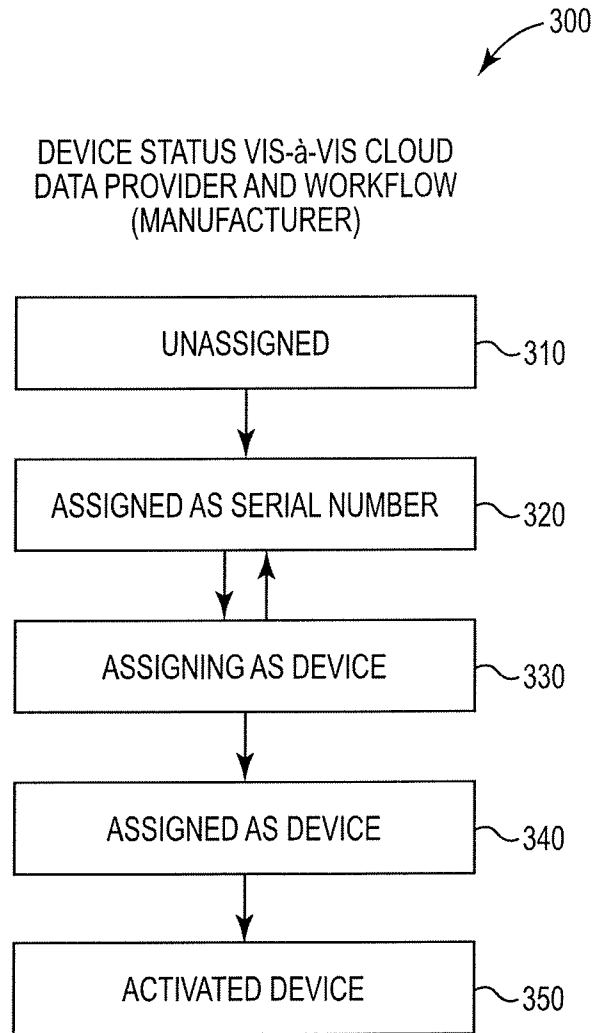 300
DEVICE STATUS VIS-à-VIS CLOUD
DATA PROVIDER AND WORKFLOW
(MANUFACTURER)
UNASSIGNED
310
ASSIGNED AS SERIAL NUMBER
320
ASSIGNING AS DEVICE
330
ASSIGNED AS DEVICE
340
ACTIVATED DEVICE
350